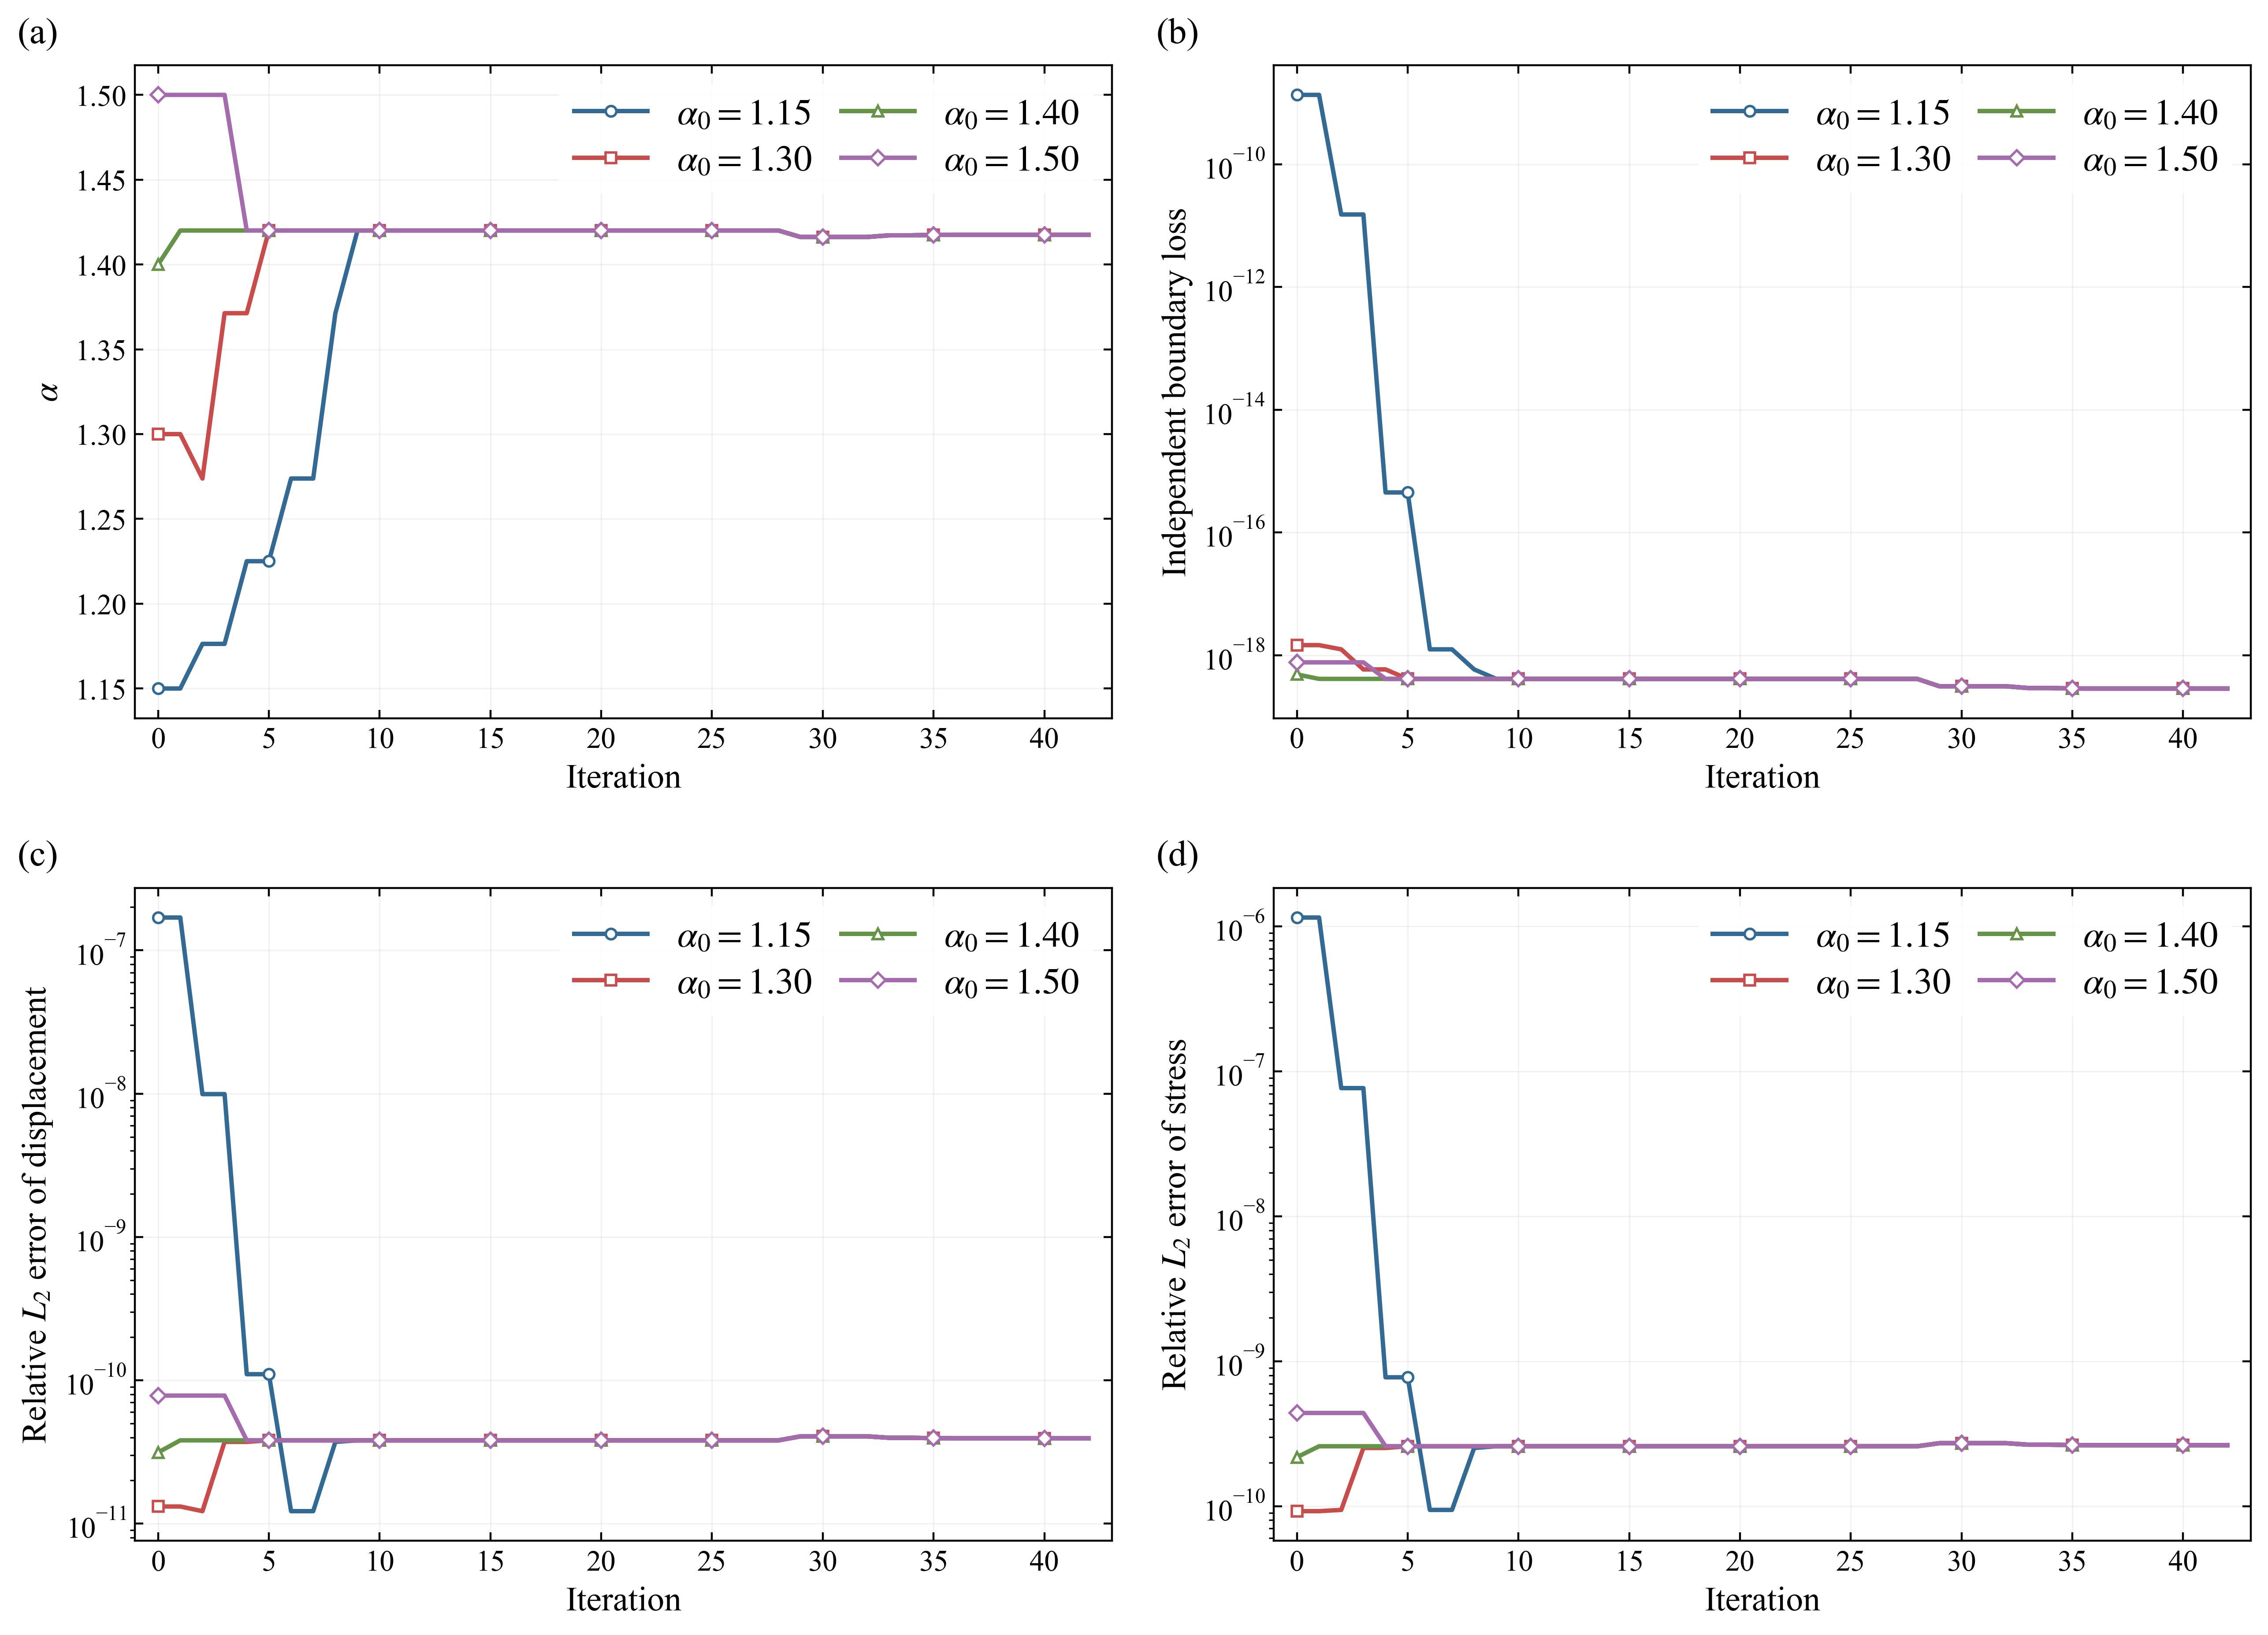 (a)
α₀ = 1.15
α₀ = 1.40
α₀ = 1.30
α₀ = 1.50
1.50
1.45
1.40
1.35
1.30
1.25
1.20
1.15
α
0 5 10 15 20 25 30 35 40
Iteration
(b)
α₀ = 1.15
α₀ = 1.40
α₀ = 1.30
α₀ = 1.50
10⁻¹⁰
10⁻¹²
10⁻¹⁴
10⁻¹⁶
10⁻¹⁸
Independent boundary loss
0 5 10 15 20 25 30 35 40
Iteration
(c)
α₀ = 1.15
α₀ = 1.40
α₀ = 1.30
α₀ = 1.50
10⁻⁷
10⁻⁸
10⁻⁹
10⁻¹⁰
10⁻¹¹
Relative L₂ error of displacement
0 5 10 15 20 25 30 35 40
Iteration
(d)
α₀ = 1.15
α₀ = 1.40
α₀ = 1.30
α₀ = 1.50
10⁻⁶
10⁻⁷
10⁻⁸
10⁻⁹
10⁻¹⁰
Relative L₂ error of stress
0 5 10 15 20 25 30 35 40
Iteration